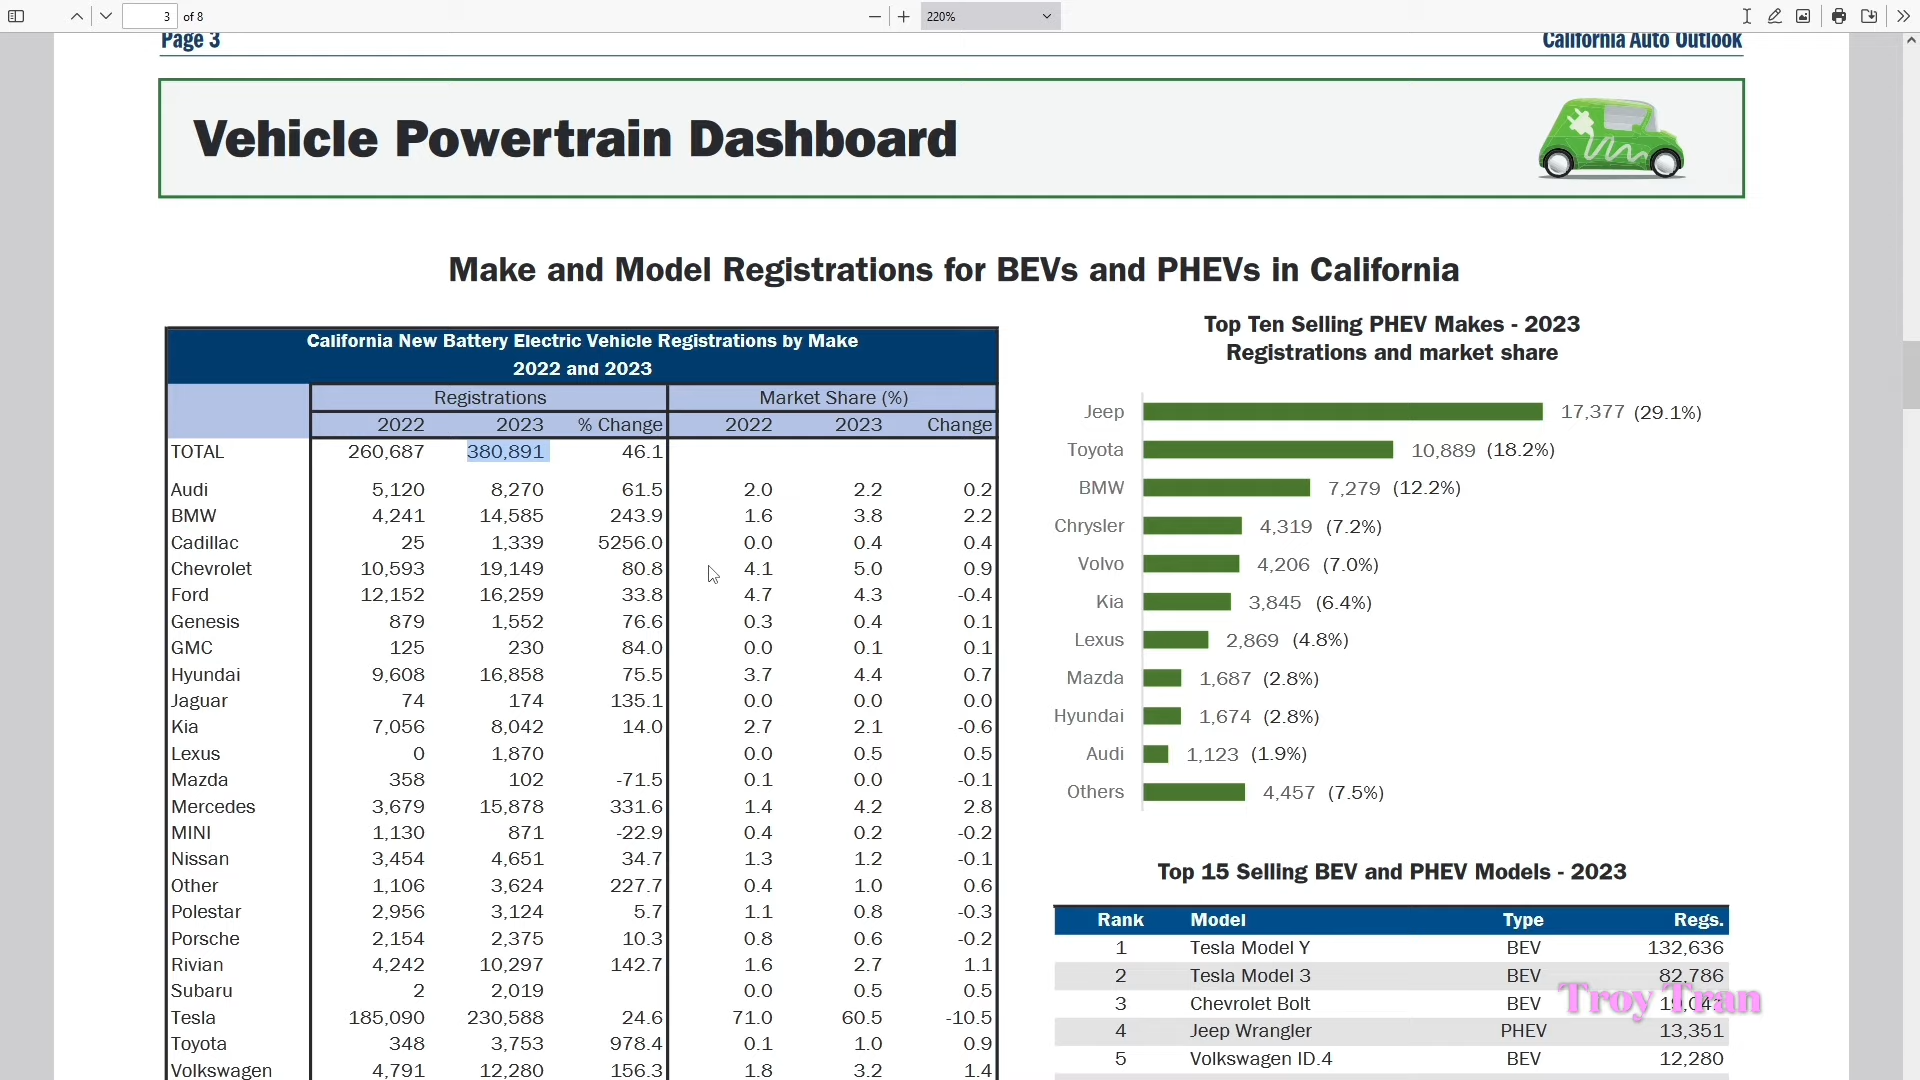 3 of 8
220%
Page 3
California Auto Outlook
Vehicle Powertrain Dashboard
Make and Model Registrations for BEVs and PHEVs in California
California New Battery Electric Vehicle Registrations by Make
2022 and 2023
Registrations Market Share (%)
2022 2023 % Change 2022 2023 Change
TOTAL 260,687 380,891 46.1
Audi 5,120 8,270 61.5 2.0 2.2 0.2
BMW 4,241 14,585 243.9 1.6 3.8 2.2
Cadillac 25 1,339 5256.0 0.0 0.4 0.4
Chevrolet 10,593 19,149 80.8 4.1 5.0 0.9
Ford 12,152 16,259 33.8 4.7 4.3 -0.4
Genesis 879 1,552 76.6 0.3 0.4 0.1
GMC 125 230 84.0 0.0 0.1 0.1
Hyundai 9,608 16,858 75.5 3.7 4.4 0.7
Jaguar 74 174 135.1 0.0 0.0 0.0
Kia 7,056 8,042 14.0 2.7 2.1 -0.6
Lexus 0 1,870 0.0 0.5 0.5
Mazda 358 102 -71.5 0.1 0.0 -0.1
Mercedes 3,679 15,878 331.6 1.4 4.2 2.8
MINI 1,130 871 -22.9 0.4 0.2 -0.2
Nissan 3,454 4,651 34.7 1.3 1.2 -0.1
Other 1,106 3,624 227.7 0.4 1.0 0.6
Polestar 2,956 3,124 5.7 1.1 0.8 -0.3
Porsche 2,154 2,375 10.3 0.8 0.6 -0.2
Rivian 4,242 10,297 142.7 1.6 2.7 1.1
Subaru 2 2,019 0.0 0.5 0.5
Tesla 185,090 230,588 24.6 71.0 60.5 -10.5
Toyota 348 3,753 978.4 0.1 1.0 0.9
Volkswagen 4,791 12,280 156.3 1.8 3.2 1.4
Top Ten Selling PHEV Makes - 2023
Registrations and market share
Jeep 17,377 (29.1%)
Toyota 10,889 (18.2%)
BMW 7,279 (12.2%)
Chrysler 4,319 (7.2%)
Volvo 4,206 (7.0%)
Kia 3,845 (6.4%)
Lexus 2,869 (4.8%)
Mazda 1,687 (2.8%)
Hyundai 1,674 (2.8%)
Audi 1,123 (1.9%)
Others 4,457 (7.5%)
Top 15 Selling BEV and PHEV Models - 2023
Rank Model Type Regs.
1 Tesla Model Y BEV 132,636
2 Tesla Model 3 BEV 82,786
3 Chevrolet Bolt BEV
4 Jeep Wrangler PHEV 13,351
5 Volkswagen ID.4 BEV 12,280
Troy Tran